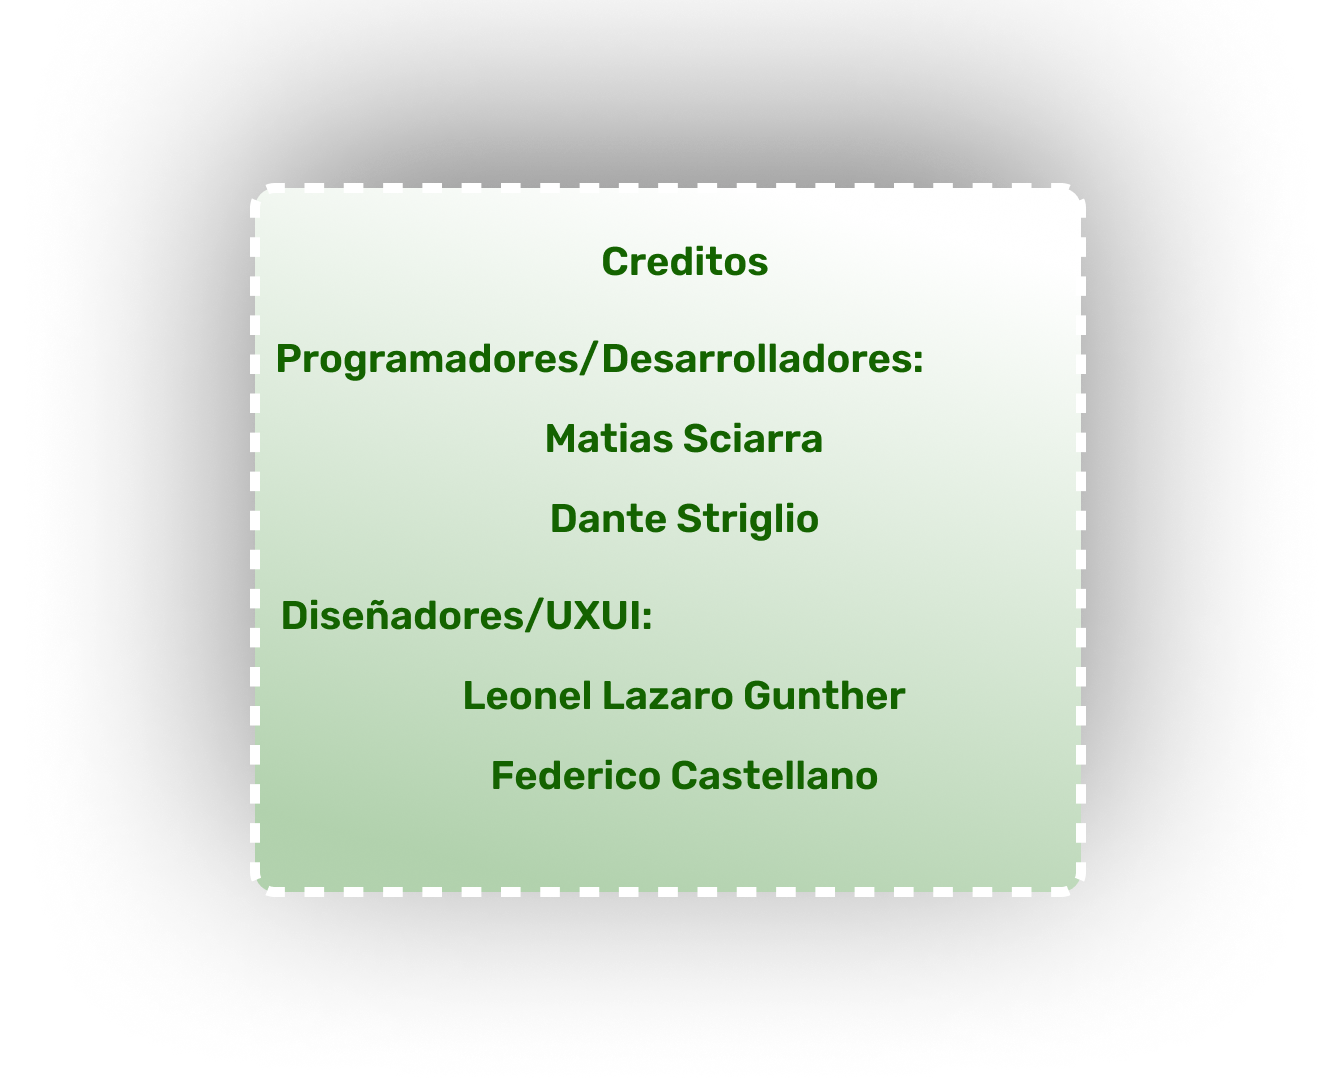 Creditos
Programadores/Desarrolladores:
Matias Sciarra
Dante Striglio
Diseñadores/UXUI:
Leonel Lazaro Gunther
Federico Castellano